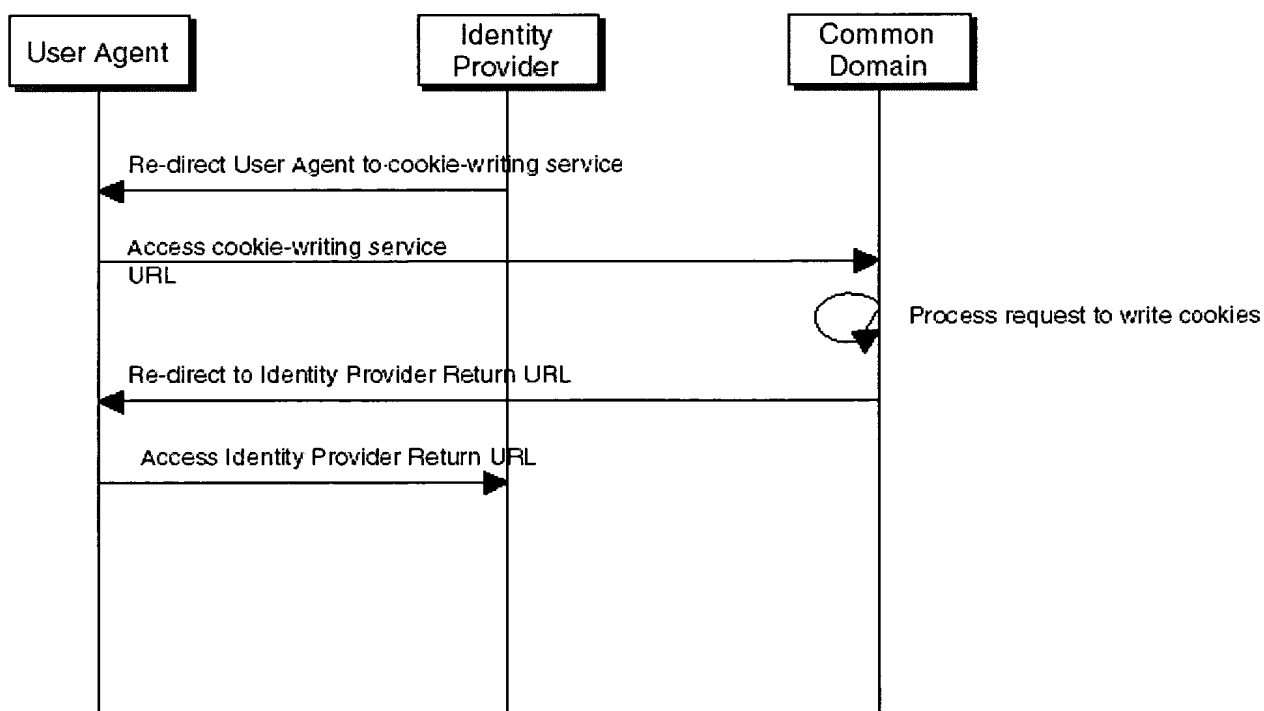 User Agent
Identity
Provider
Common
Domain
Re-direct User Agent to cookie-writing service
Access cookie-writing service
URL
Process request to write cookies
Re-direct to Identity Provider Return URL
Access Identity Provider Return URL